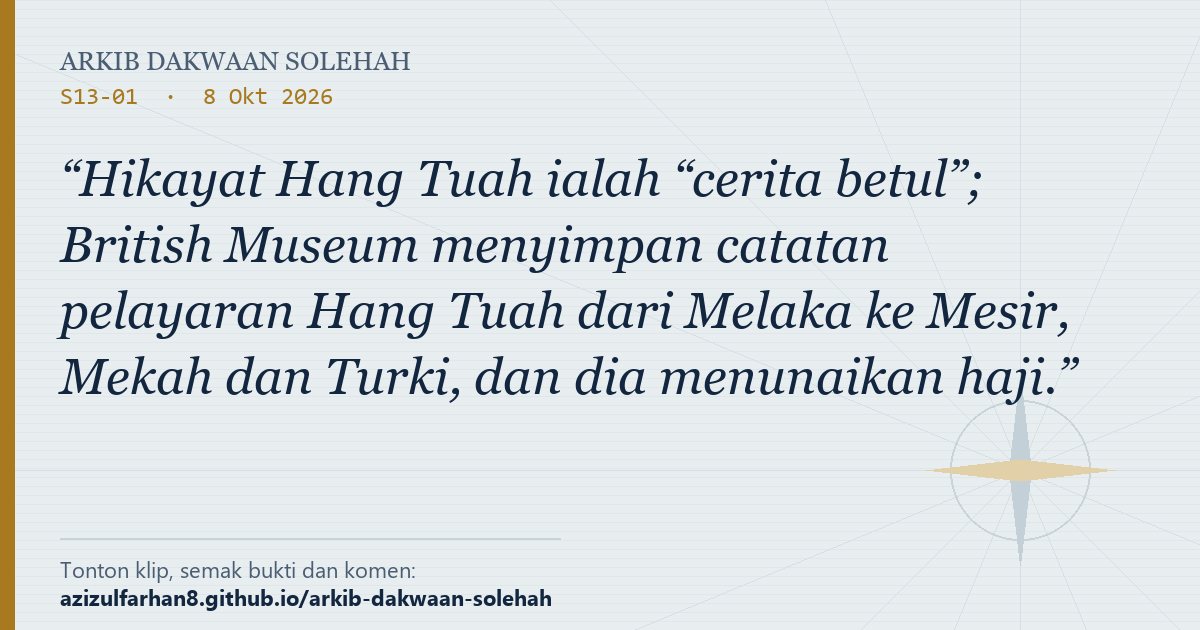 ARKIB DAKWAAN SOLEHAH
S13-01 · 8 Okt 2026
“Hikayat Hang Tuah ialah “cerita betul”;
British Museum menyimpan catatan
pelayaran Hang Tuah dari Melaka ke Mesir,
Mekah dan Turki, dan dia menunaikan haji.”
Tonton klip, semak bukti dan komen:
azizulfarhan8.github.io/arkib-dakwaan-solehah